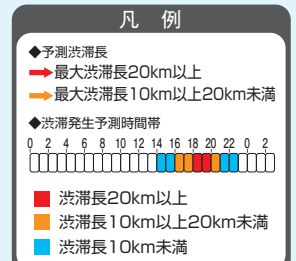 凡 例
◆予測渋滞長
最大渋滞長20km以上
最大渋滞長10km以上20km未満
◆渋滞発生予測時間帯
0 2 4 6 8 10 12 14 16 18 20 22 0 2
渋滞長20km以上
渋滞長10km以上20km未満
渋滞長10km未満